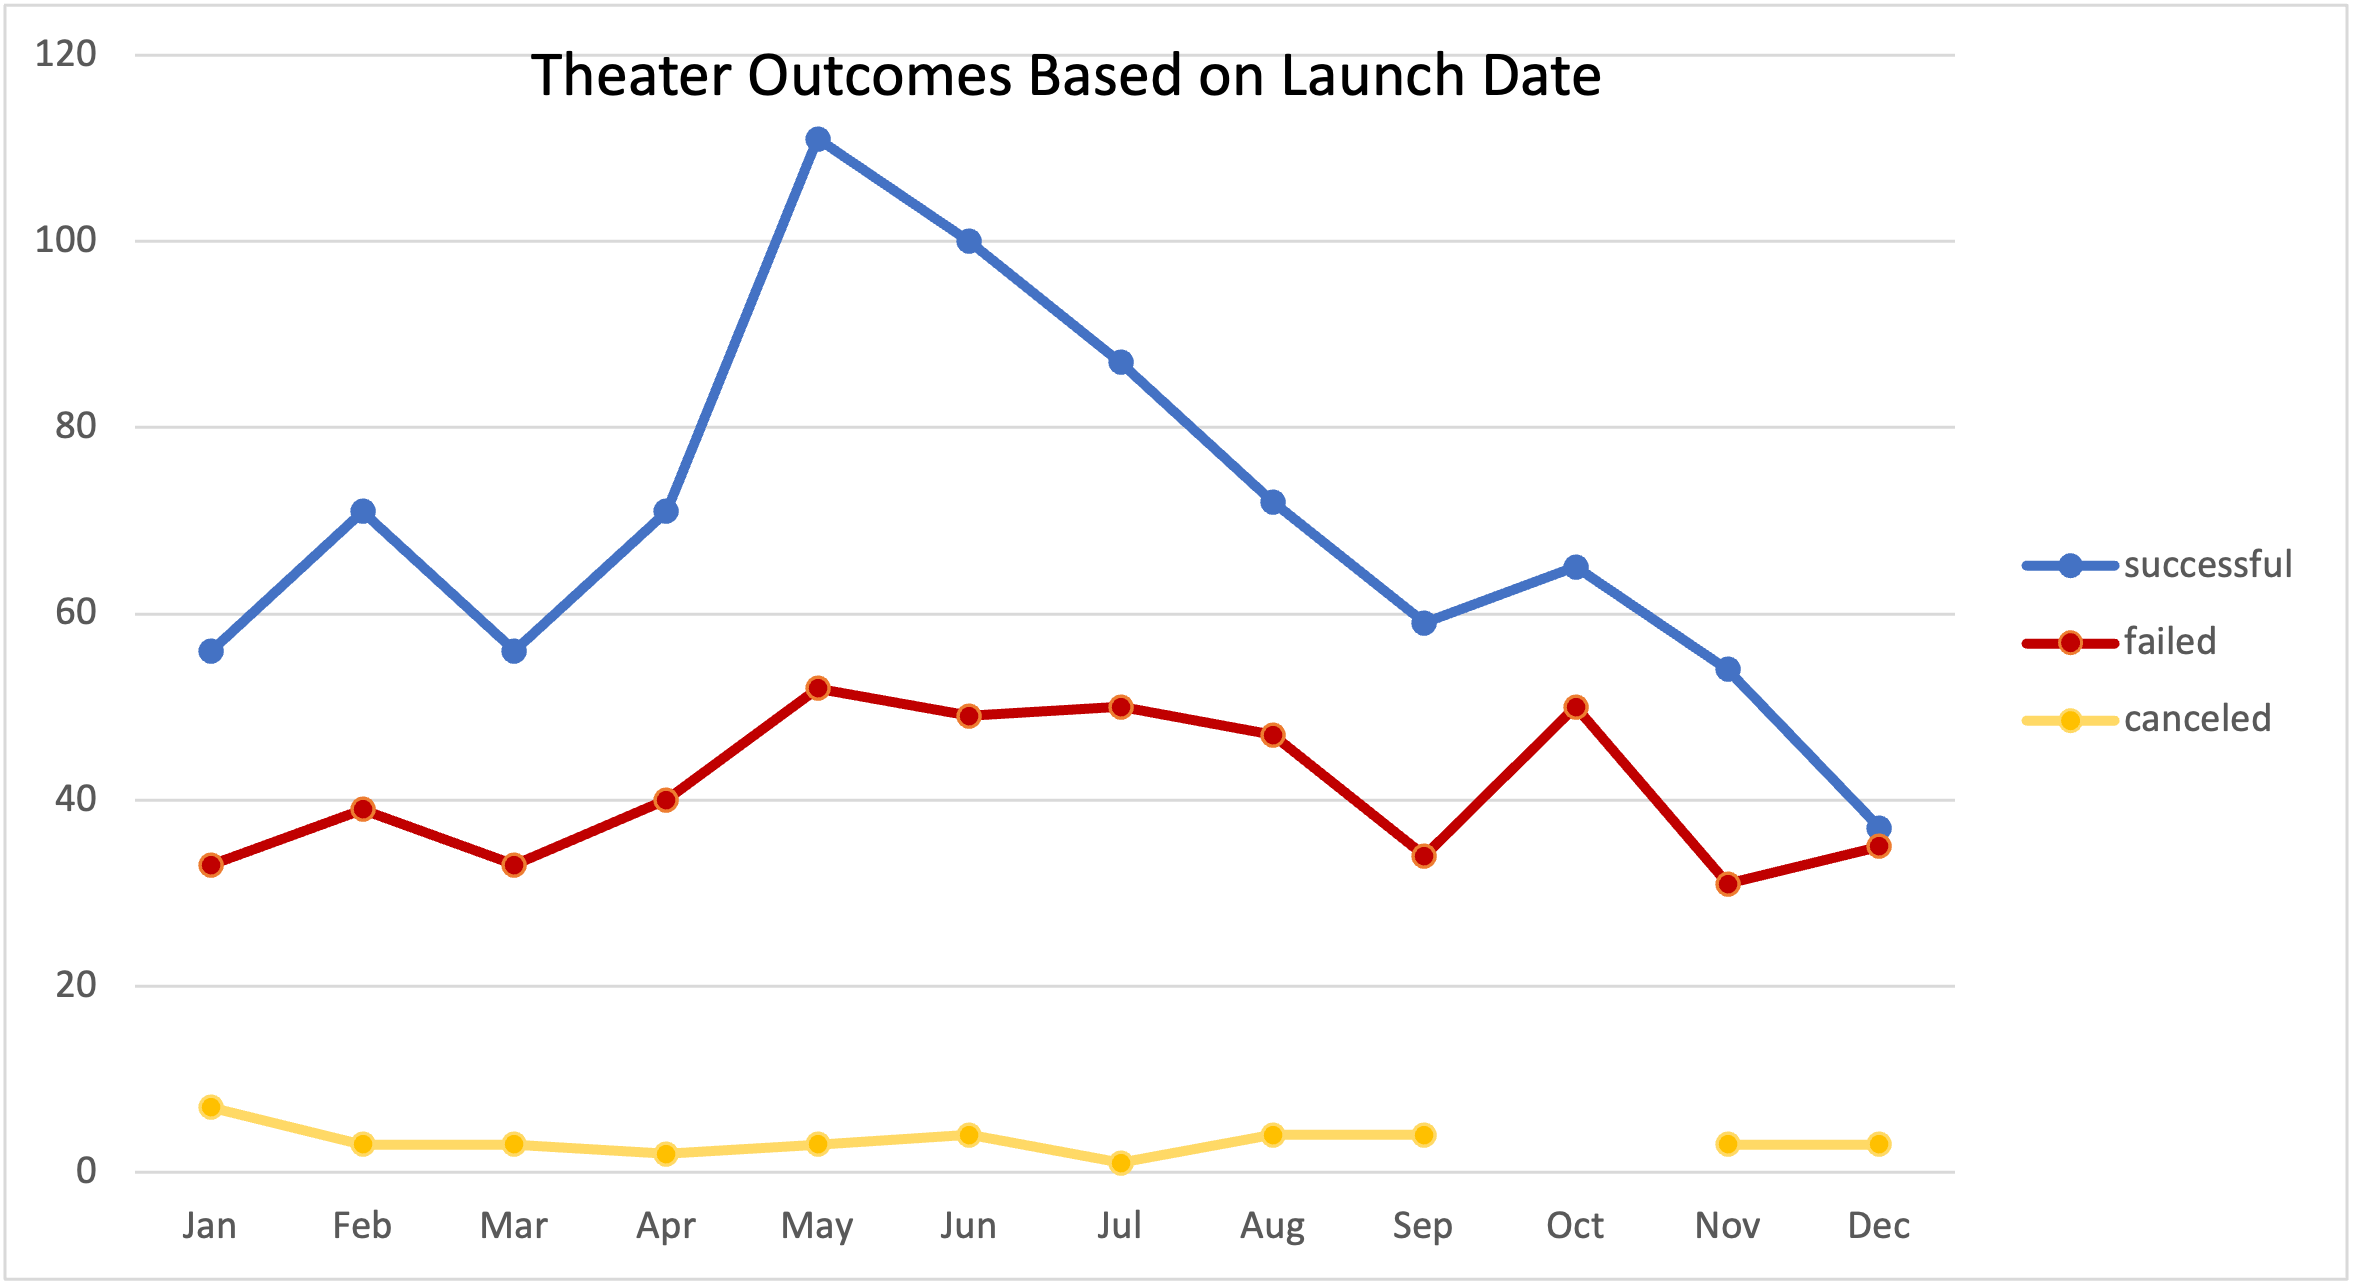 Theater Outcomes Based on Launch Date
120
100
80
60
40
20
0
Jan Feb Mar Apr May Jun Jul Aug Sep Oct Nov Dec
successful
failed
canceled